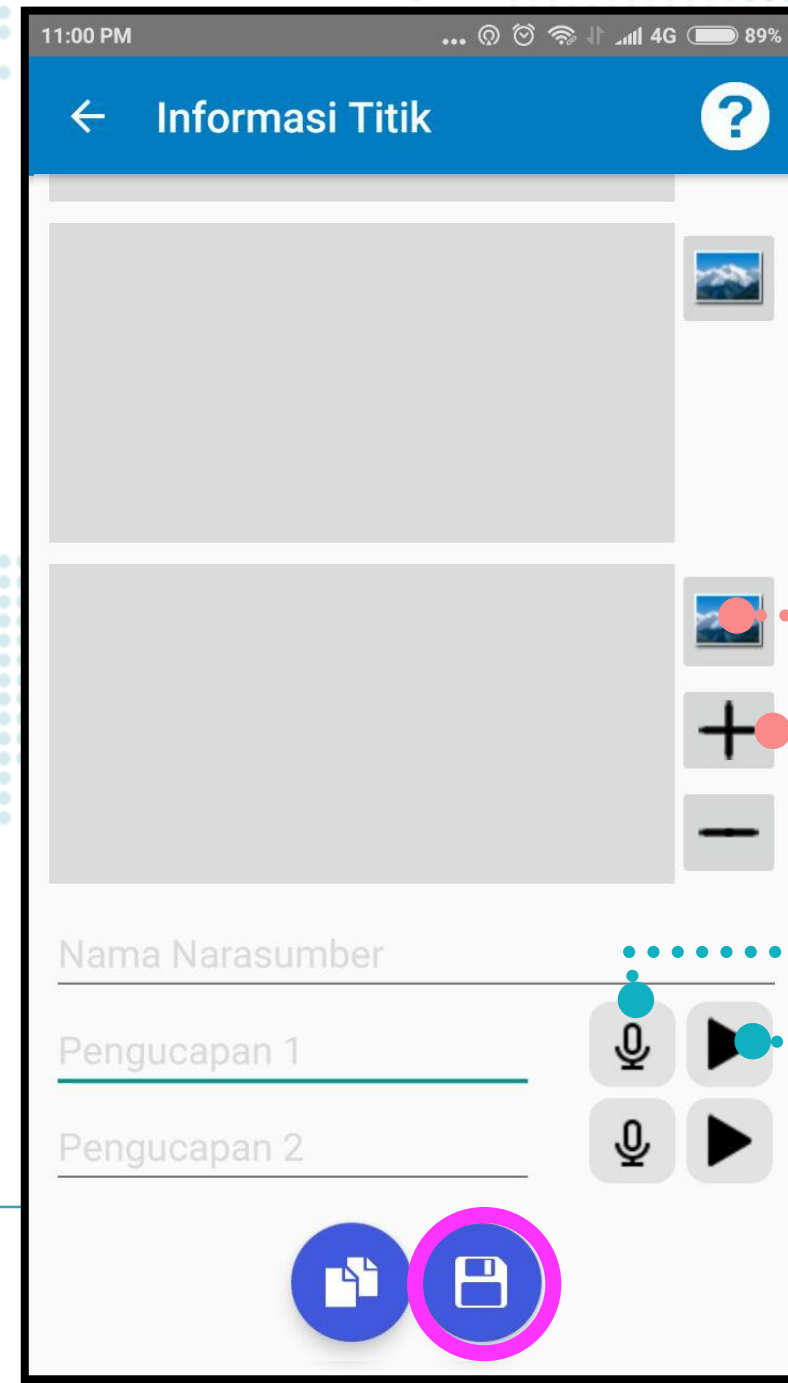 11:00 PM ... 4G 89%
Informasi Titik ?
Nama Narasumber
Pengucapan 1
Pengucapan 2